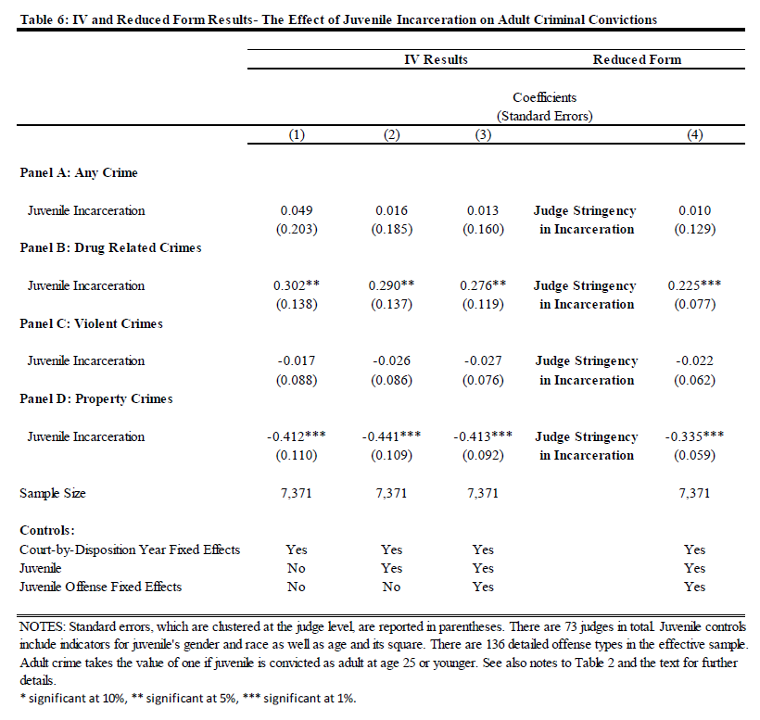 Table 6: IV and Reduced Form Results- The Effect of Juvenile Incarceration on Adult Criminal Convictions
IV Results Reduced Form
Coefficients
(Standard Errors)
(1) (2) (3) (4)
Panel A: Any Crime
Juvenile Incarceration 0.049 0.016 0.013 Judge Stringency 0.010
(0.203) (0.185) (0.160) in Incarceration (0.129)
Panel B: Drug Related Crimes
Juvenile Incarceration 0.302** 0.290** 0.276** Judge Stringency 0.225***
(0.138) (0.137) (0.119) in Incarceration (0.077)
Panel C: Violent Crimes
Juvenile Incarceration -0.017 -0.026 -0.027 Judge Stringency -0.022
(0.088) (0.086) (0.076) in Incarceration (0.062)
Panel D: Property Crimes
Juvenile Incarceration -0.412*** -0.441*** -0.413*** Judge Stringency -0.335***
(0.110) (0.109) (0.092) in Incarceration (0.059)
Sample Size 7,371 7,371 7,371 7,371
Controls:
Court-by-Disposition Year Fixed Effects Yes Yes Yes Yes
Juvenile No Yes Yes Yes
Juvenile Offense Fixed Effects No No Yes Yes
NOTES: Standard errors, which are clustered at the judge level, are reported in parentheses. There are 73 judges in total. Juvenile controls
include indicators for juvenile's gender and race as well as age and its square. There are 136 detailed offense types in the effective sample.
Adult crime takes the value of one if juvenile is convicted as adult at age 25 or younger. See also notes to Table 2 and the text for further
details.
* significant at 10%, ** significant at 5%, *** significant at 1%.